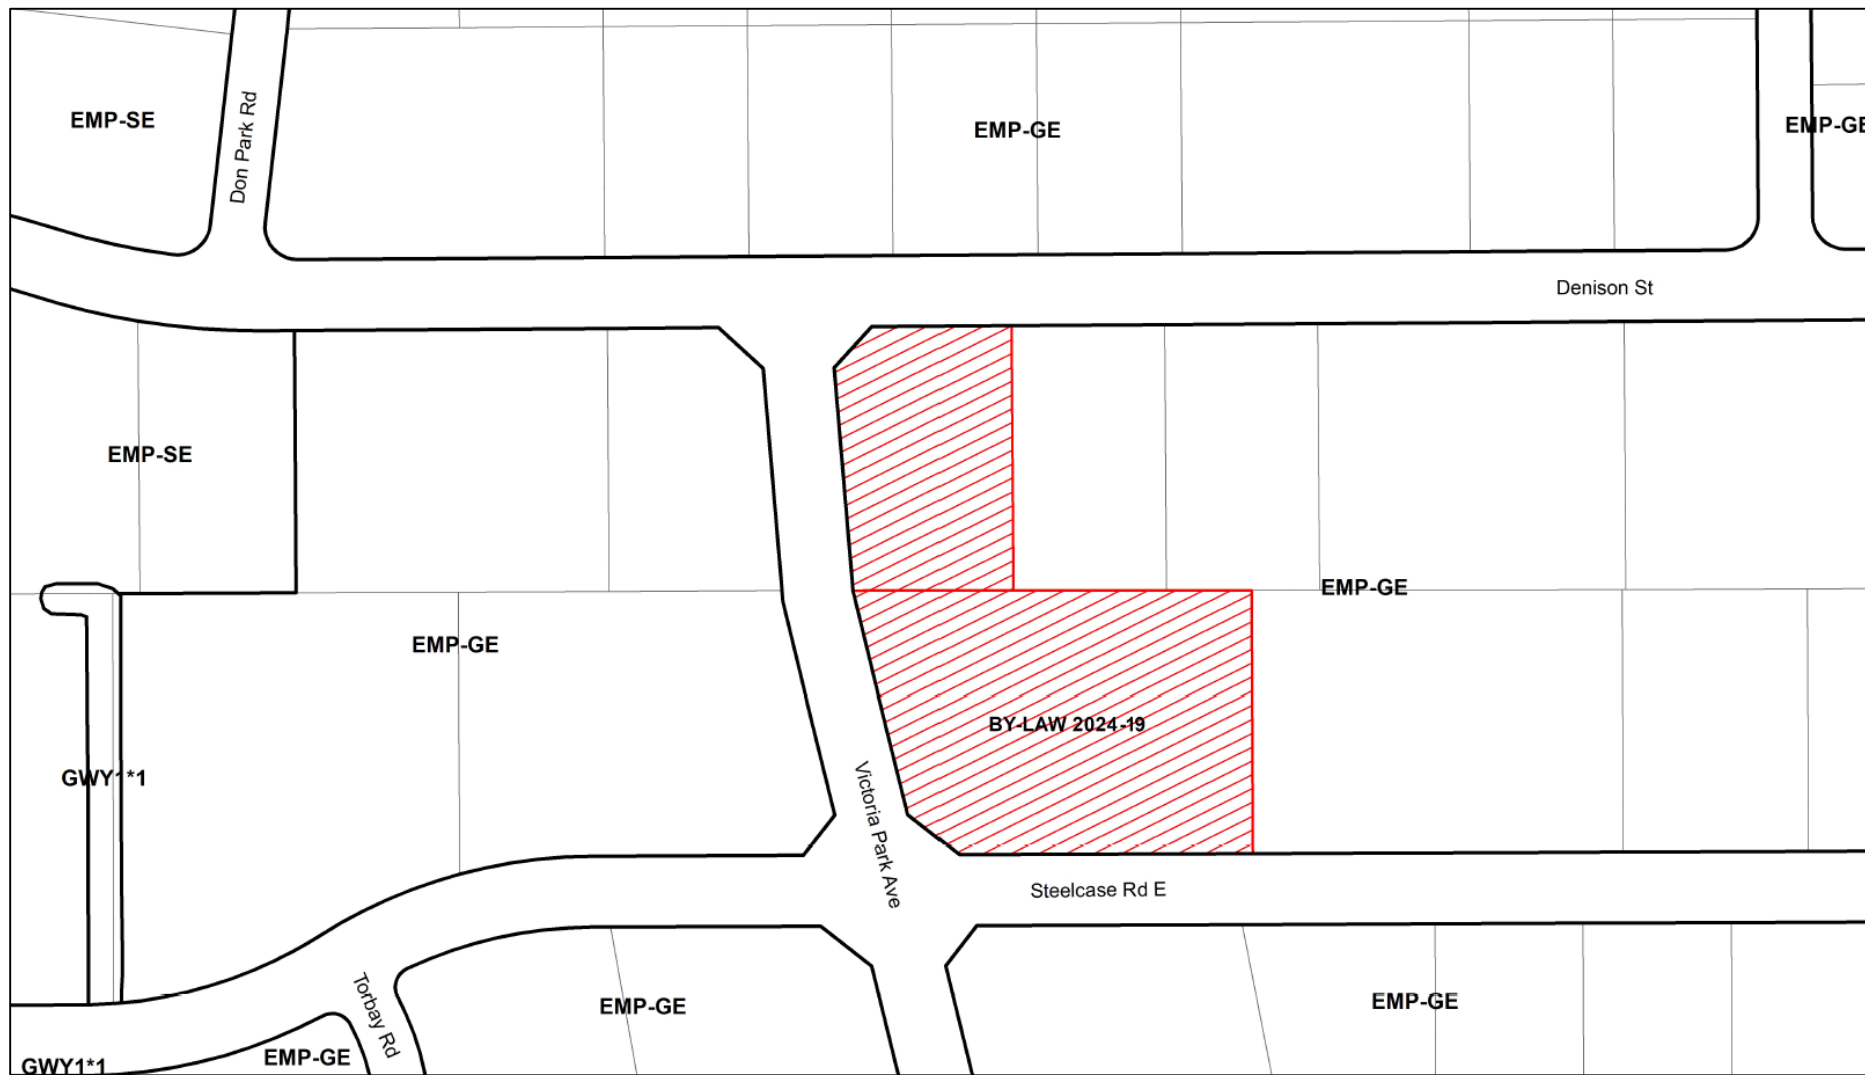 EMP-SE
Don Park Rd
EMP-GE
EMP-GE
Denison St
EMP-SE
EMP-GE
EMP-GE
BY-LAW 2024-19
GWY1*1
Victoria Park Ave
Steelcase Rd E
Torbay Rd
EMP-GE
EMP-GE
EMP-GE
GWY1*1